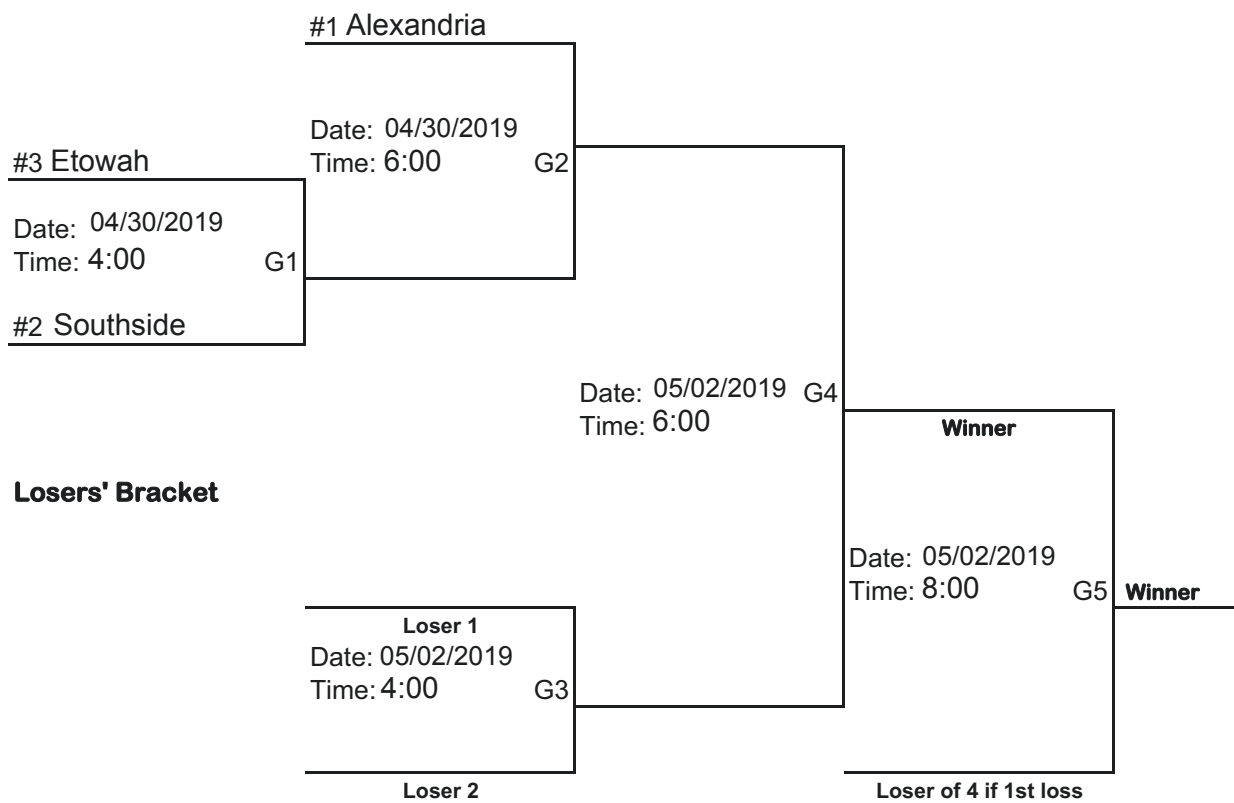 #1 Alexandria
Date: 04/30/2019
Time: 6:00 G2
#3 Etowah
Date: 04/30/2019
Time: 4:00 G1
#2 Southside
Date: 05/02/2019 G4
Time: 6:00
Winner
Losers' Bracket
Date: 05/02/2019
Time: 8:00 G5 Winner
Loser 1
Date: 05/02/2019
Time: 4:00 G3
Loser 2
Loser of 4 if 1st loss